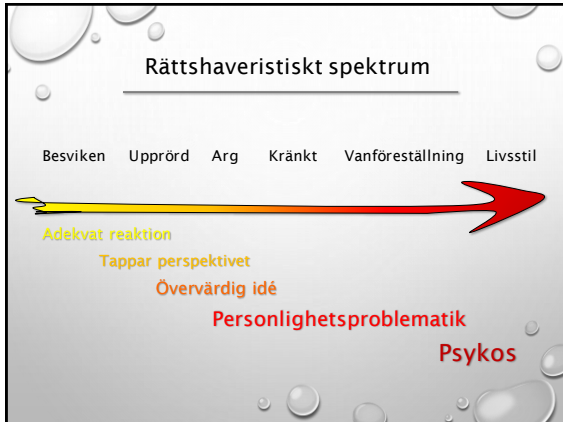 Rättshaveristiskt spektrum
Besviken Upprörd Arg Kränkt Vanföreställning Livsstil
Adekvat reaktion
Tappar perspektivet
Övervärdig idé
Personlighetsproblematik
Psykos